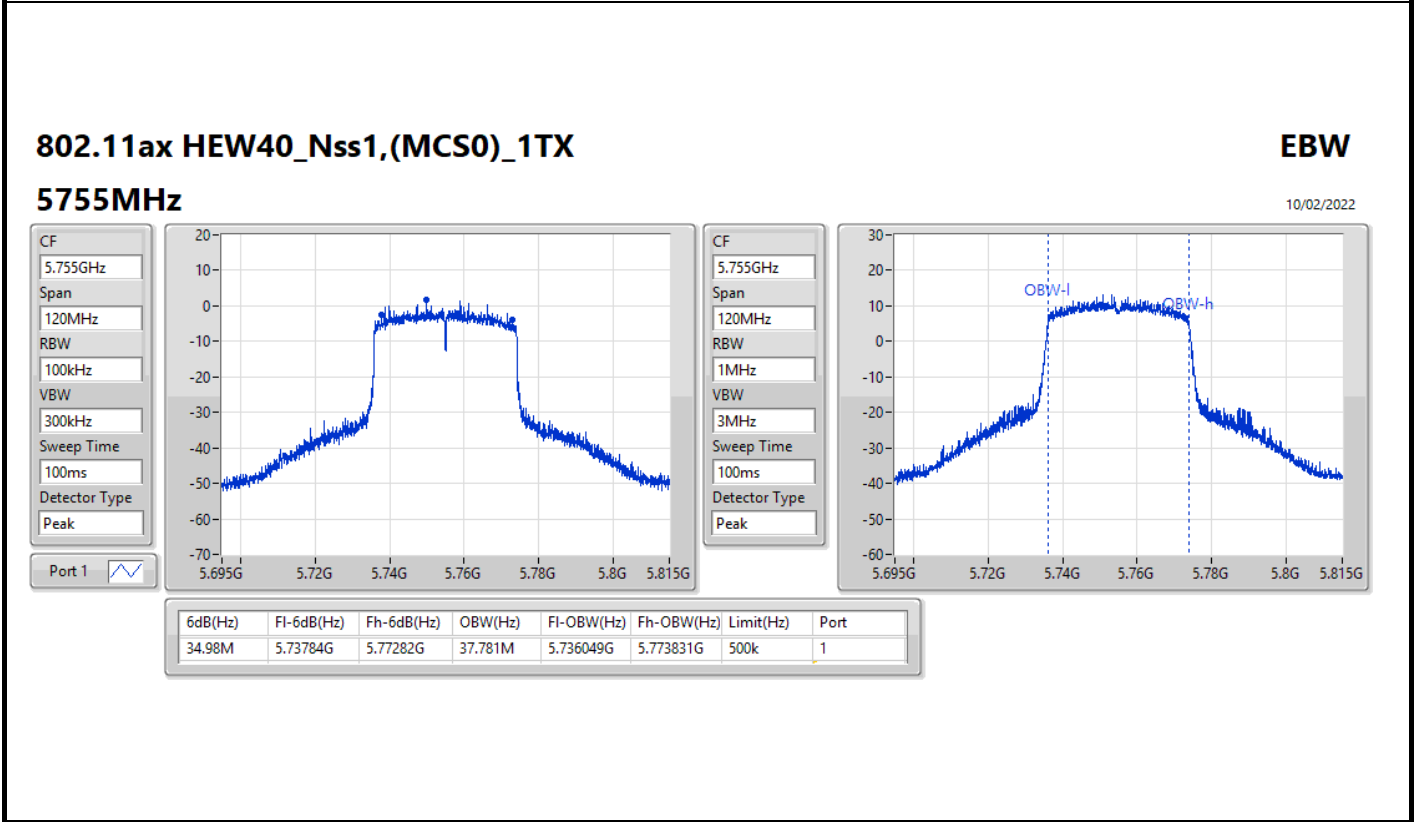 802.11ax HEW40_Nss1,(MCS0)_1TX
EBW
5755MHz
10/02/2022
CF
5.755GHz
Span
120MHz
RBW
100kHz
VBW
300kHz
Sweep Time
100ms
Detector Type
Peak
Port 1
20
10
0
-10
-20
-30
-40
-50
-60
-70
5.695G 5.72G 5.74G 5.76G 5.78G 5.8G 5.815G
CF
5.755GHz
Span
120MHz
RBW
1MHz
VBW
3MHz
Sweep Time
100ms
Detector Type
Peak
30
20
10
0
-10
-20
-30
-40
-50
-60
OBW-l
OBW-h
5.695G 5.72G 5.74G 5.76G 5.78G 5.8G 5.815G
6dB(Hz) Fl-6dB(Hz) Fh-6dB(Hz) OBW(Hz) Fl-OBW(Hz) Fh-OBW(Hz) Limit(Hz) Port
34.98M 5.73784G 5.77282G 37.781M 5.736049G 5.773831G 500k 1